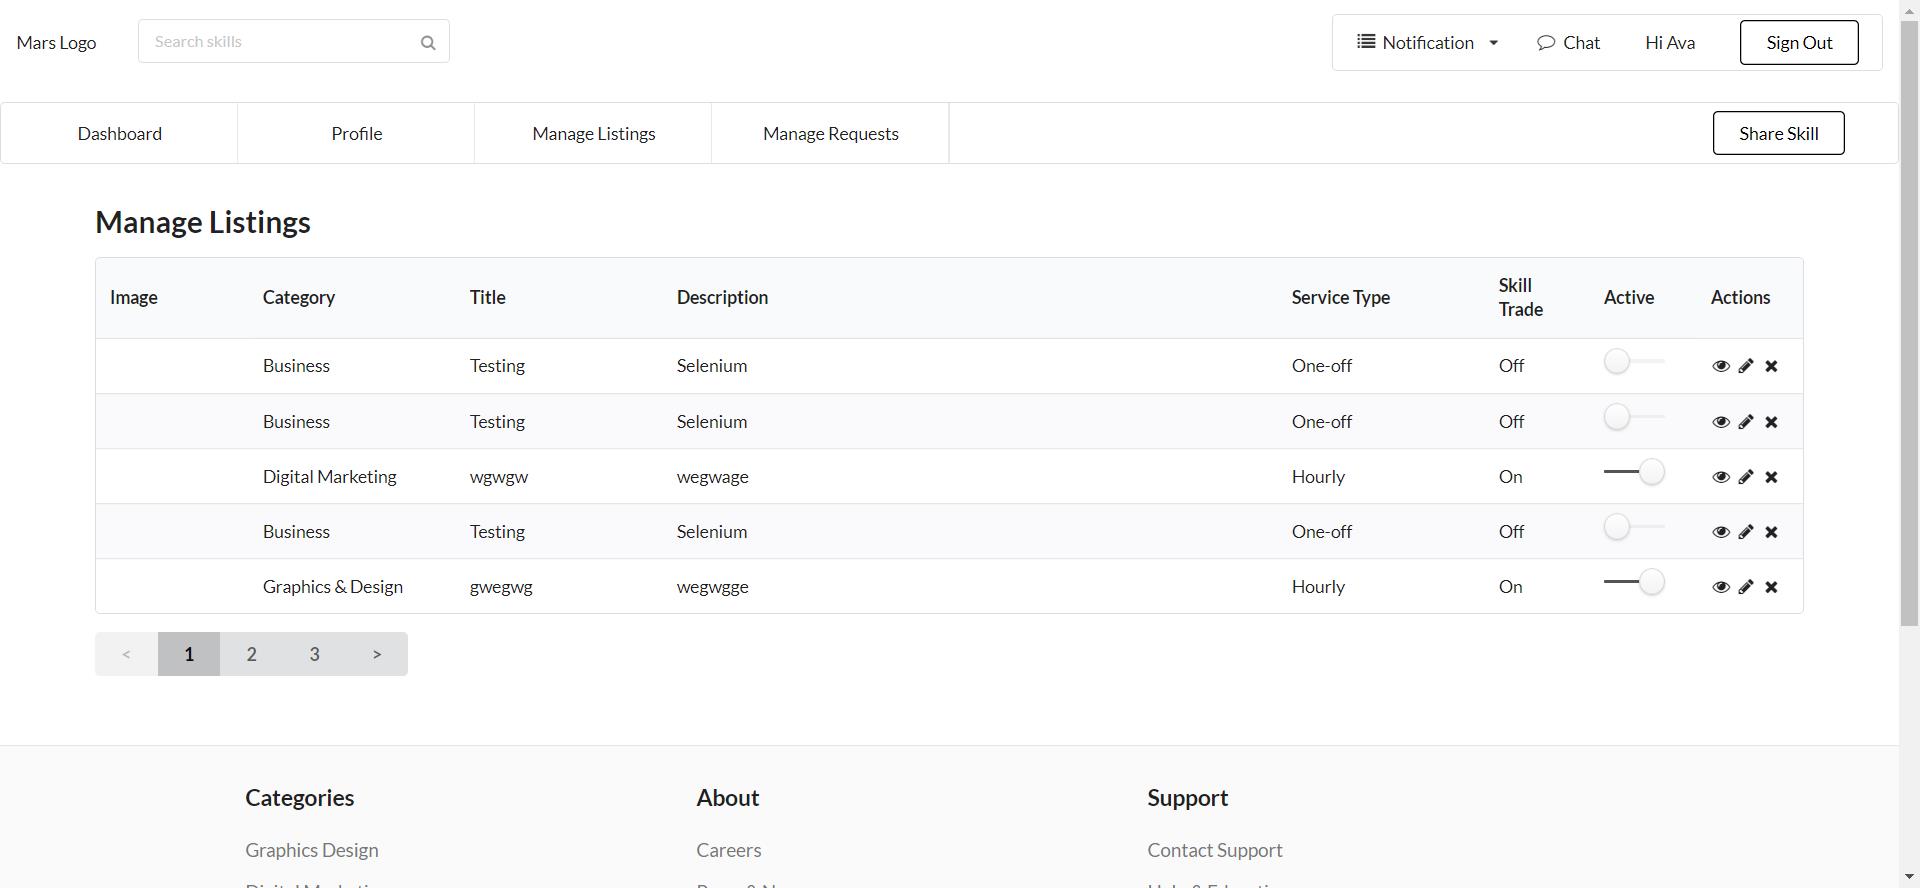 Mars Logo
Search skills
Notification
Chat
Hi Ava
Sign Out
Dashboard
Profile
Manage Listings
Manage Requests
Share Skill
Manage Listings
Image Category Title Description Service Type Skill Trade Active Actions
Business Testing Selenium One-off Off
Business Testing Selenium One-off Off
Digital Marketing wgwgw wegwage Hourly On
Business Testing Selenium One-off Off
Graphics & Design gwegwg wegwgge Hourly On
< 1 2 3 >
Categories About Support
Graphics Design Careers Contact Support